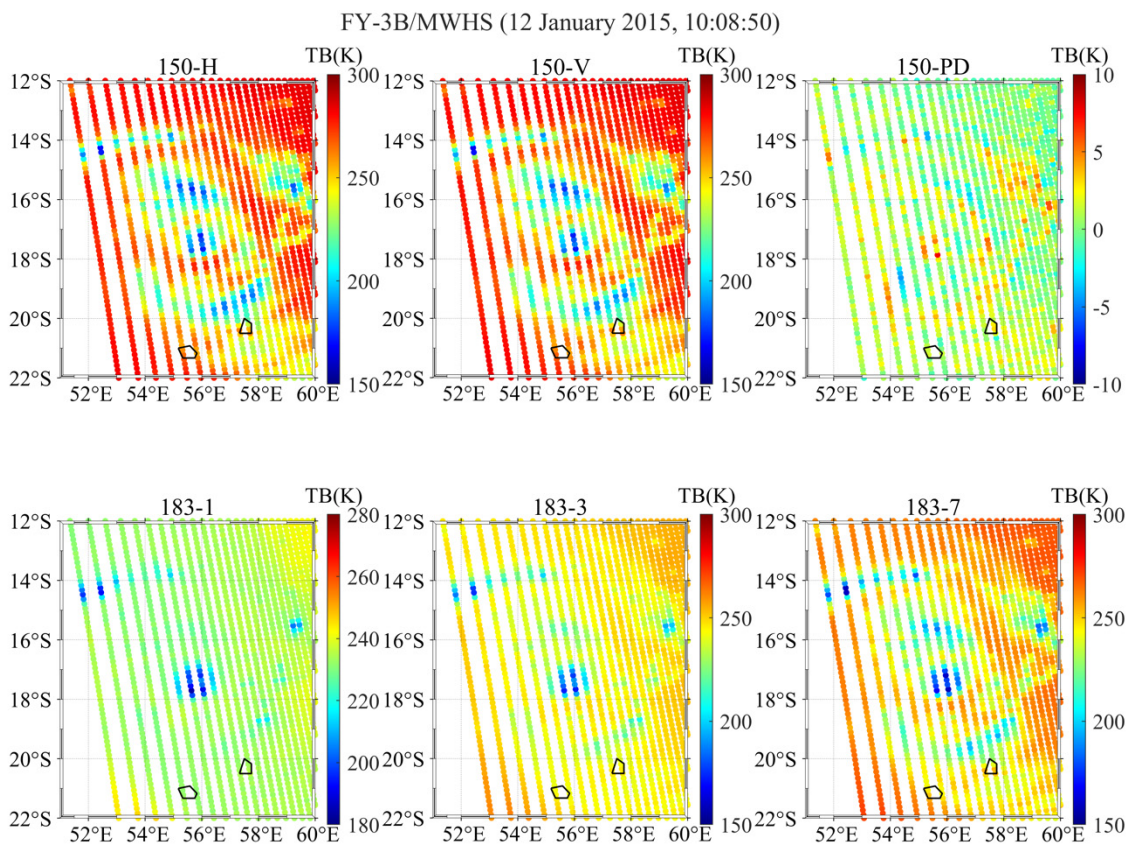 FY-3B/MWHS (12 January 2015, 10:08:50)
150-H TB(K) 150-V TB(K) 150-PD TB(K)
12°S 300 12°S 300 12°S 10
14°S 14°S 14°S
250 250 5
16°S 16°S 16°S
0
18°S 18°S 18°S
200 200 -5
20°S 20°S 20°S
22°S 150 22°S 150 22°S -10
52°E 54°E 56°E 58°E 60°E 52°E 54°E 56°E 58°E 60°E 52°E 54°E 56°E 58°E 60°E
183-1 TB(K) 183-3 TB(K) 183-7 TB(K)
12°S 280 12°S 300 12°S 300
14°S 260 14°S 14°S
250 250
16°S 240 16°S 16°S
220
18°S 18°S 18°S
200 200 200
20°S 20°S 20°S
22°S 180 22°S 150 22°S 150
52°E 54°E 56°E 58°E 60°E 52°E 54°E 56°E 58°E 60°E 52°E 54°E 56°E 58°E 60°E